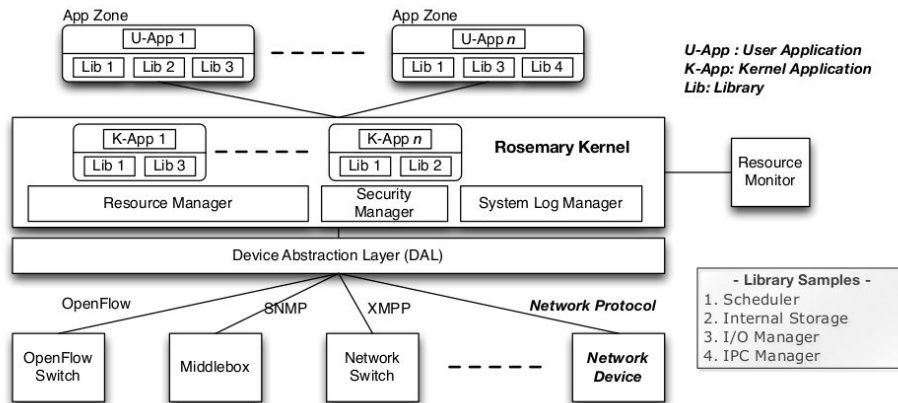 App Zone
App Zone
U-App 1
U-App n
Lib 1 Lib 2 Lib 3
Lib 1 Lib 3 Lib 4
U-App : User Application
K-App: Kernel Application
Lib: Library
K-App 1
K-App n
Rosemary Kernel
Lib 1 Lib 3
Lib 1 Lib 2
Resource
Monitor
Resource Manager
Security
Manager
System Log Manager
Device Abstraction Layer (DAL)
OpenFlow
SNMP
XMPP
Network Protocol
OpenFlow
Switch
Middlebox
Network
Switch
Network
Device
- Library Samples -
1. Scheduler
2. Internal Storage
3. I/O Manager
4. IPC Manager